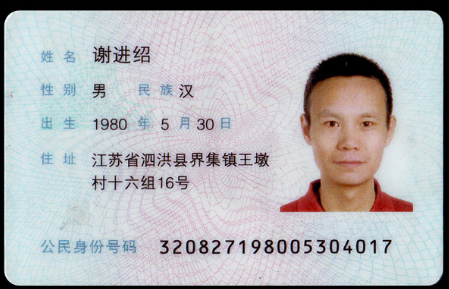 姓名 谢进绍
性别 男 民族 汉
出生 1980 年 5 月 30 日
住址 江苏省泗洪县界集镇王墩
村十六组16号
公民身份号码 320827198005304017